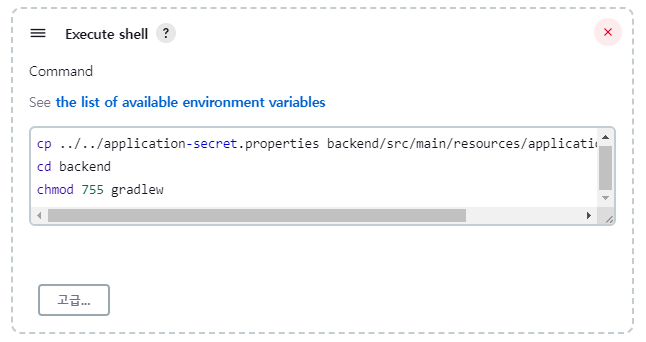 Execute shell ?
Command
See the list of available environment variables
cp ../../application-secret.properties backend/src/main/resources/
cd backend
chmod 755 gradlew
고급...